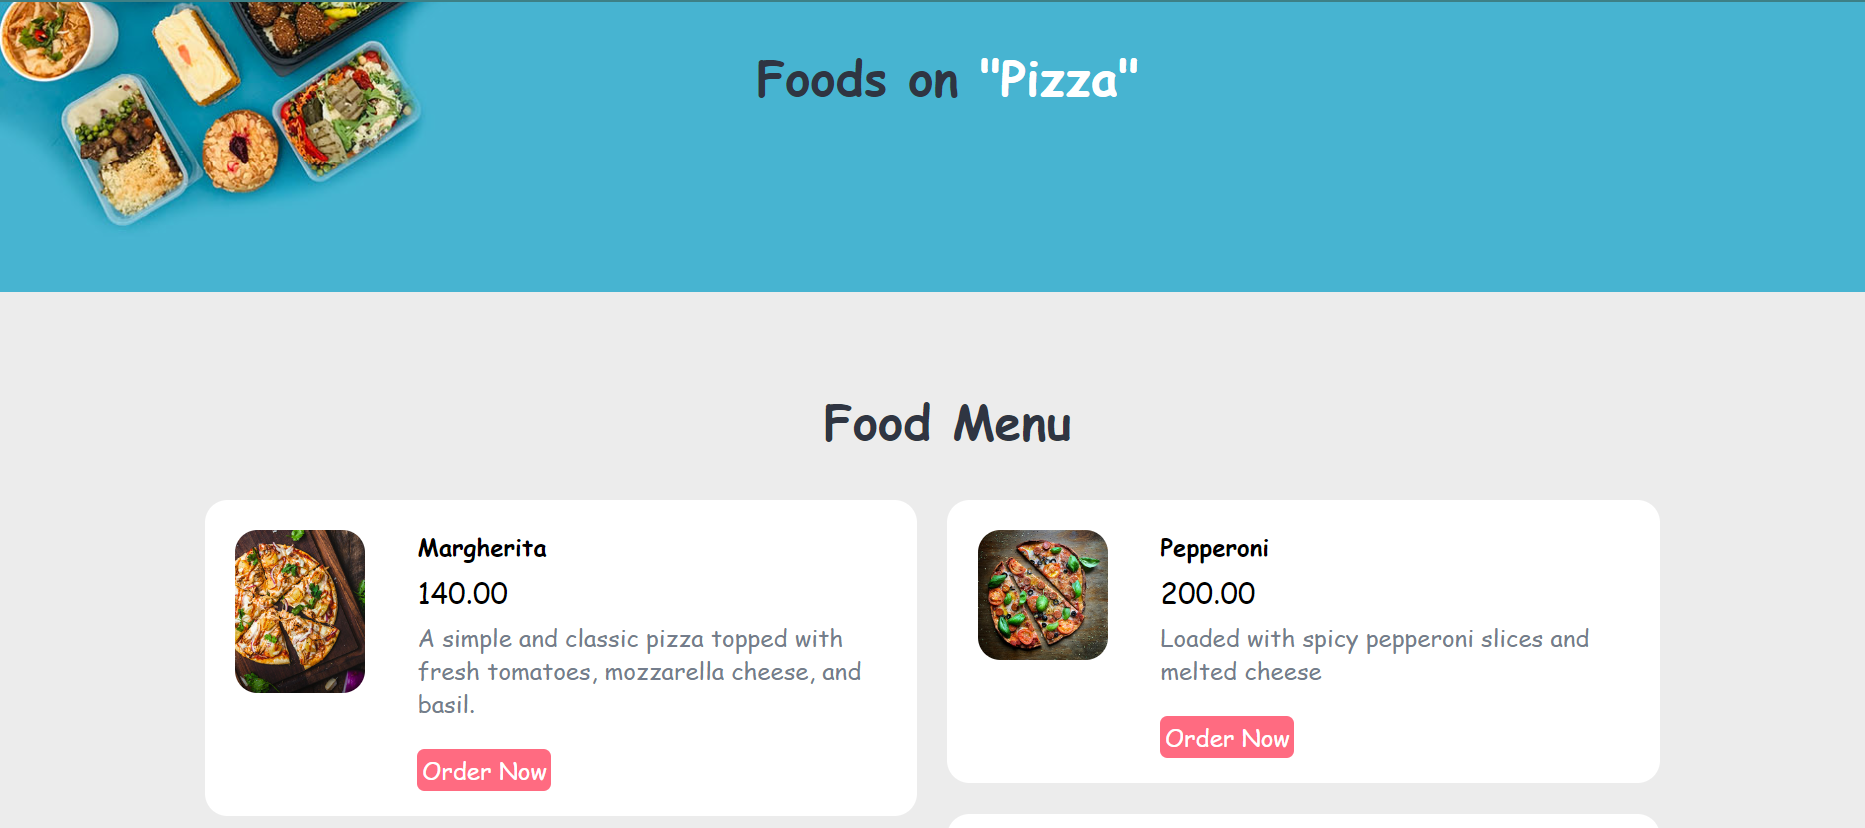 Foods on "Pizza"
Food Menu
Margherita
140.00
A simple and classic pizza topped with
fresh tomatoes, mozzarella cheese, and
basil.
Order Now
Pepperoni
200.00
Loaded with spicy pepperoni slices and
melted cheese
Order Now